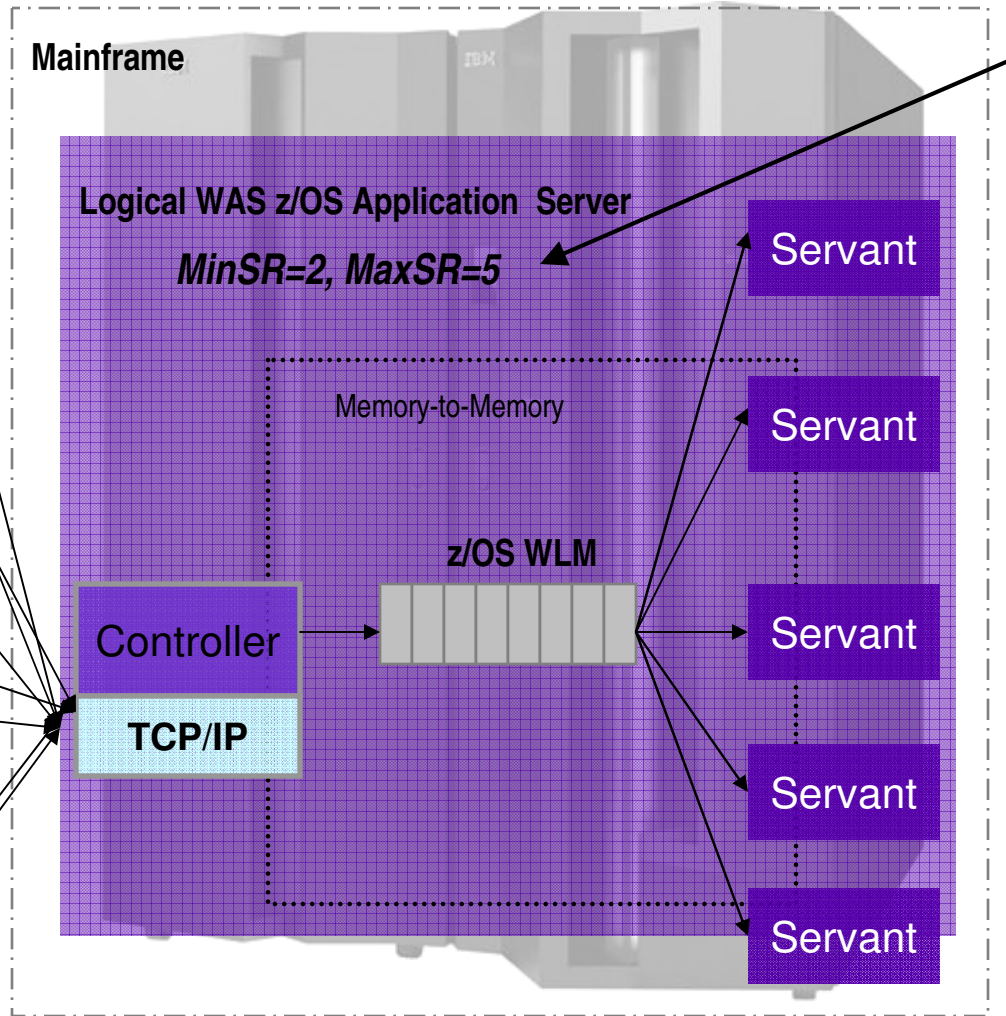 Mainframe
IBM
Logical WAS z/OS Application Server
MinSR=2, MaxSR=5
Servant
Memory-to-Memory
Servant
z/OS WLM
Controller
Servant
TCP/IP
Servant
Servant